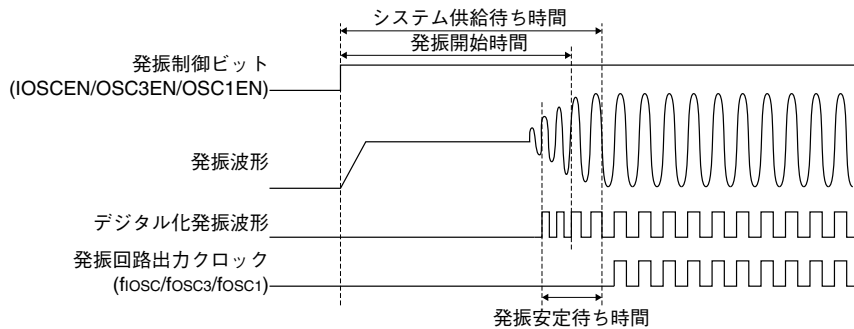 システム供給待ち時間
発振開始時間
発振制御ビット
(IOSCEN/OSC3EN/OSC1EN)
発振波形
デジタル化発振波形
発振回路出力クロック
(fIOSC/fOSC3/fOSC1)
発振安定待ち時間